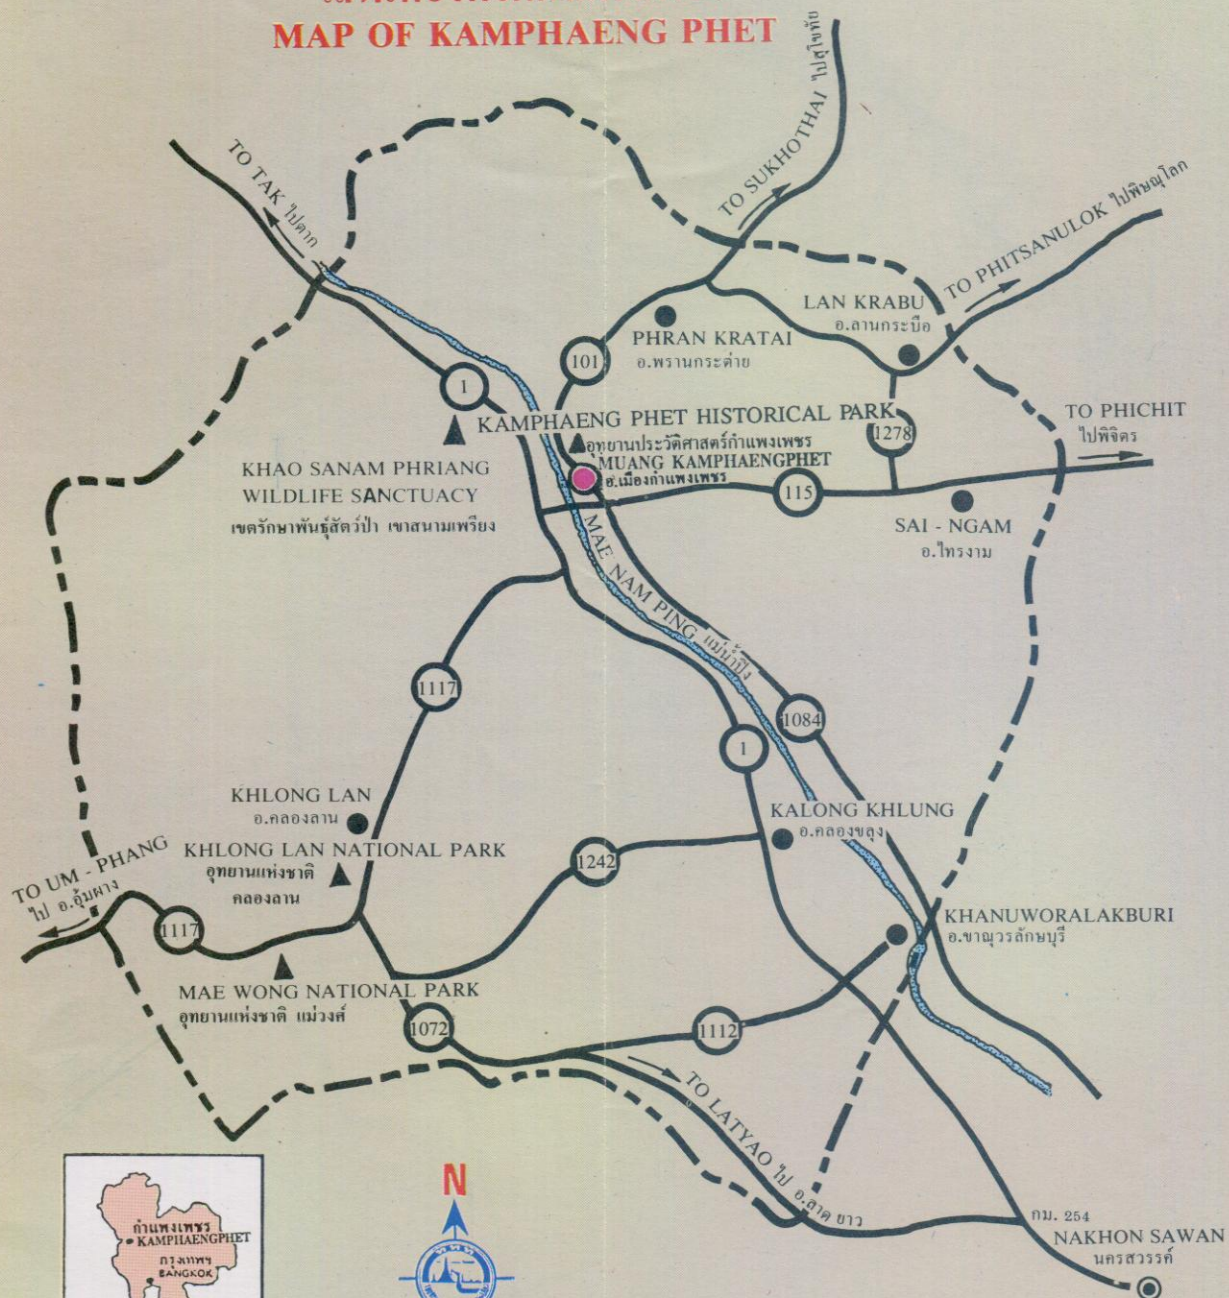 MAP OF KAMPHAENG PHET
TO TAK ไปตาก
TO SUKHOTHAI ไปสุโขทัย
TO PHITSANULOK ไปพิษณุโลก
LAN KRABU
อ.ลานกระบือ
PHRAN KRATAI
อ.พรานกระต่าย
101
1
KAMPHAENG PHET HISTORICAL PARK
อุทยานประวัติศาสตร์กำแพงเพชร
1278
TO PHICHIT
ไปพิจิตร
MUANG KAMPHAENGPHET
อ.เมืองกำแพงเพชร
KHAO SANAM PHRIANG
WILDLIFE SANCTUACY
เขตรักษาพันธุ์สัตว์ป่า เขาสนามเพรียง
115
SAI - NGAM
อ.ไทรงาม
MAE NAM PING แม่น้ำปิง
1117
1084
1
KHLONG LAN
อ.คลองลาน
KALONG KHLUNG
อ.คลองขลุง
KHLONG LAN NATIONAL PARK
อุทยานแห่งชาติ
คลองลาน
1242
TO UM - PHANG
ไป อ.อุ้มผาง
1117
KHANUWORALAKBURI
อ.ขาณุวรลักษบุรี
MAE WONG NATIONAL PARK
อุทยานแห่งชาติ แม่วงศ์
1072
1112
TO LATYAO ไป อ.ลาด ยาว
กม. 254
NAKHON SAWAN
นครสวรรค์
กำแพงเพชร
KAMPHAENGPHET
กรุงเทพฯ
BANGKOK
N